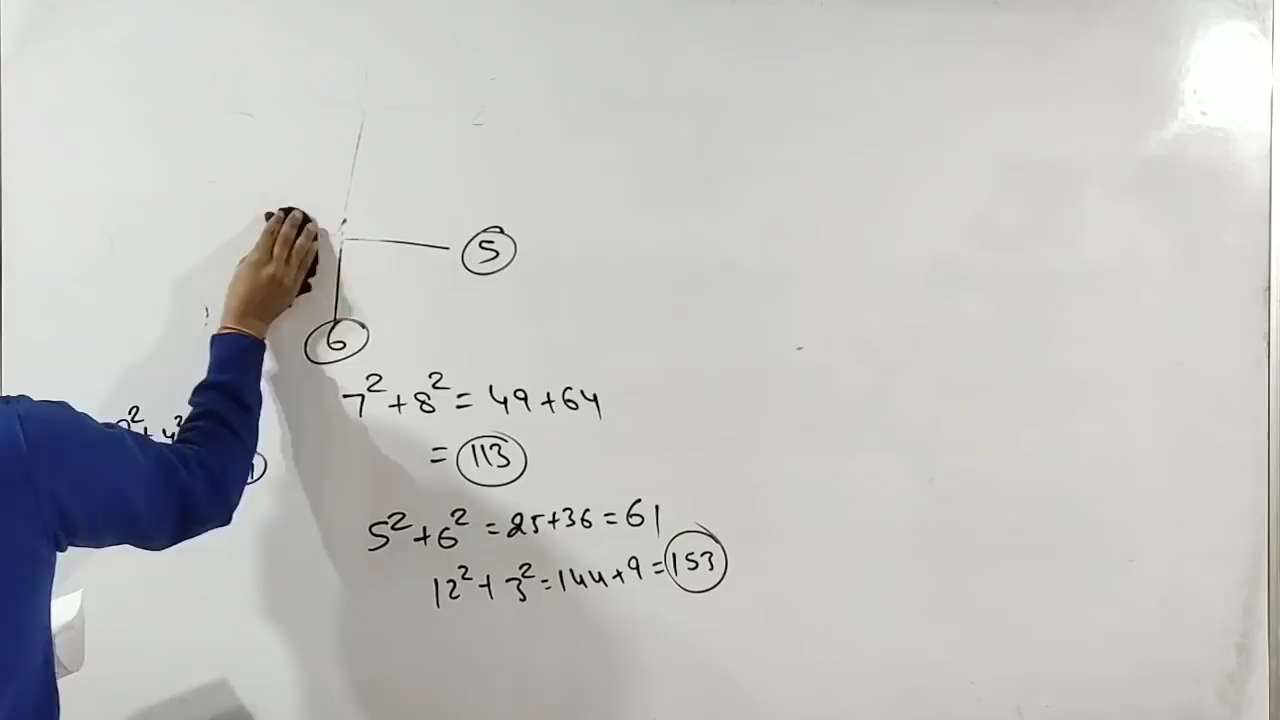 5
6
7² + 8² = 49 + 64
= 113
5² + 6² = 25 + 36 = 61
12² + 3² = 144 + 9 = 153